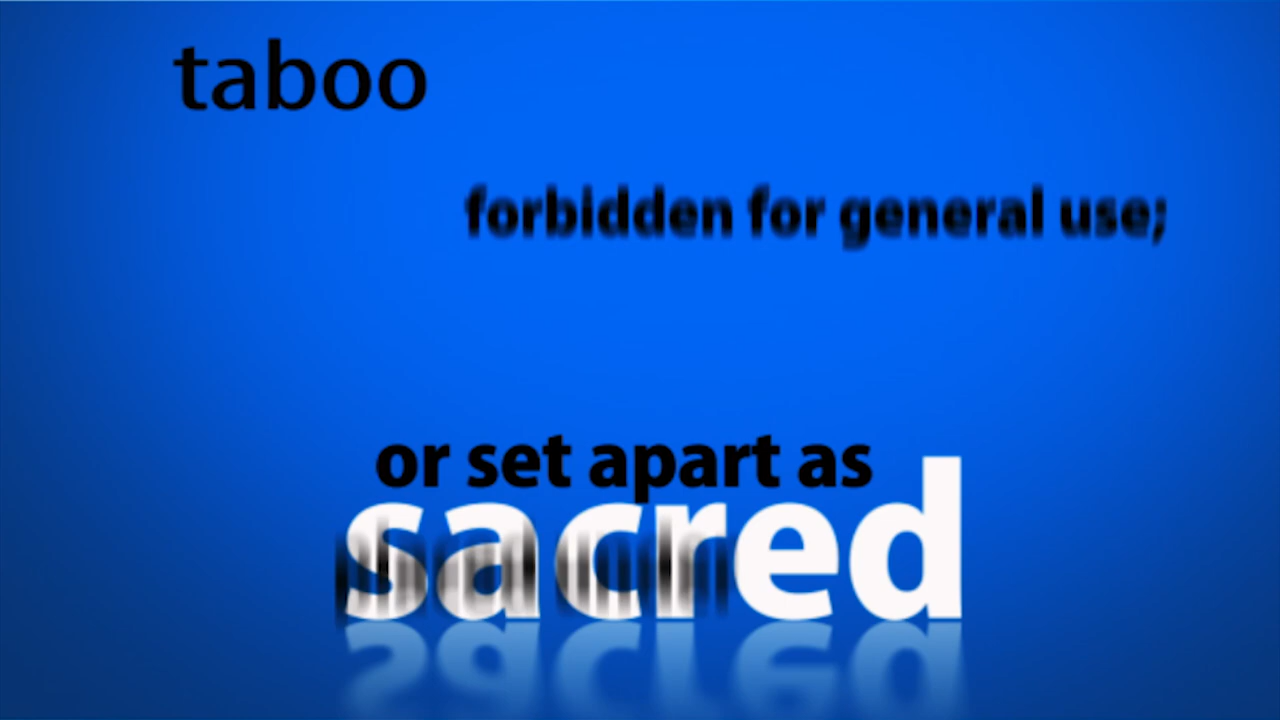 taboo
forbidden for general use;
or set apart as
sacred